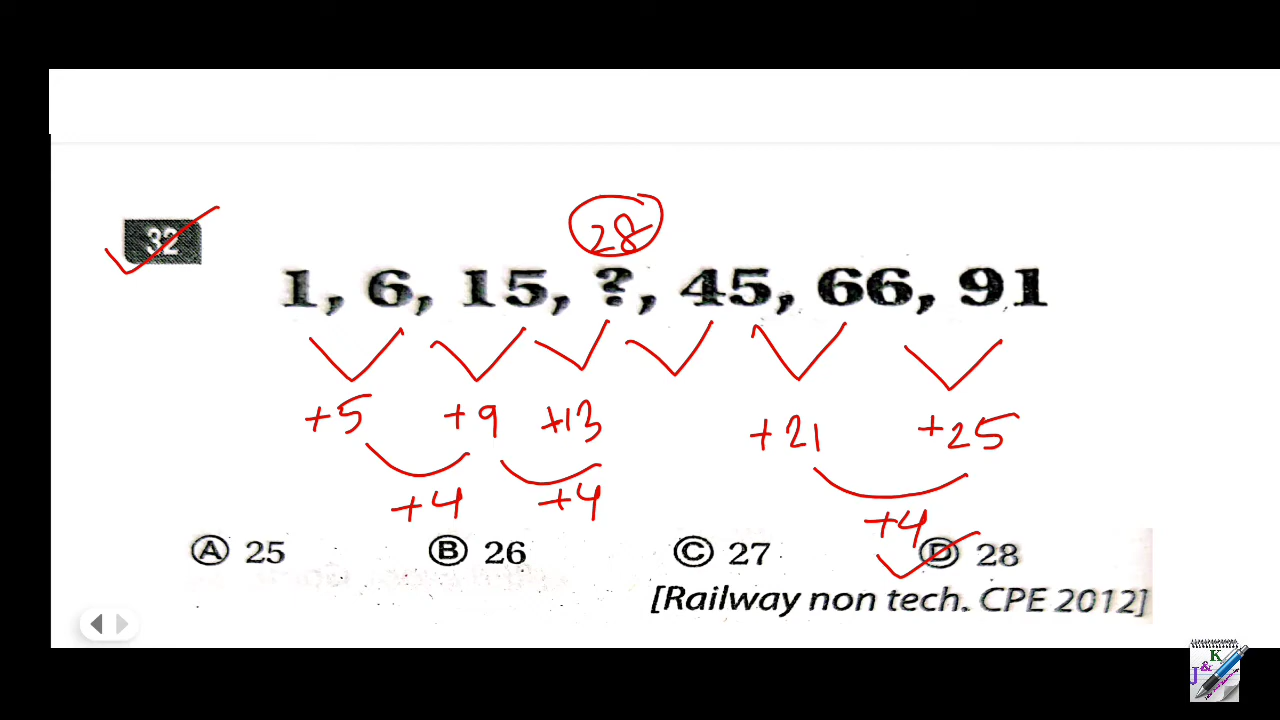 28
32
1, 6, 15, ?, 45, 66, 91
+5 +9 +13 +21 +25
+4 +4 +4
A 25 B 26 C 27 D 28
[Railway non tech. CPE 2012]
J & K